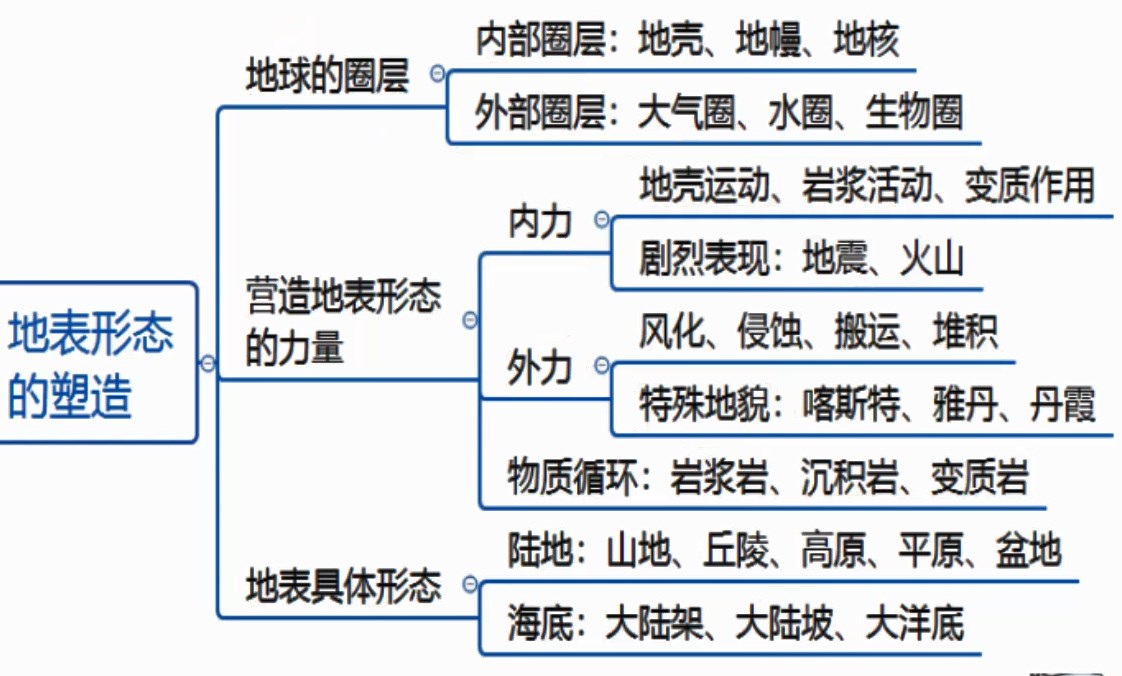 内部圈层：地壳、地幔、地核
地球的圈层
外部圈层：大气圈、水圈、生物圈
地壳运动、岩浆活动、变质作用
内力
剧烈表现：地震、火山
营造地表形态
的力量
地表形态
的塑造
风化、侵蚀、搬运、堆积
外力
特殊地貌：喀斯特、雅丹、丹霞
物质循环：岩浆岩、沉积岩、变质岩
陆地：山地、丘陵、高原、平原、盆地
地表具体形态
海底：大陆架、大陆坡、大洋底